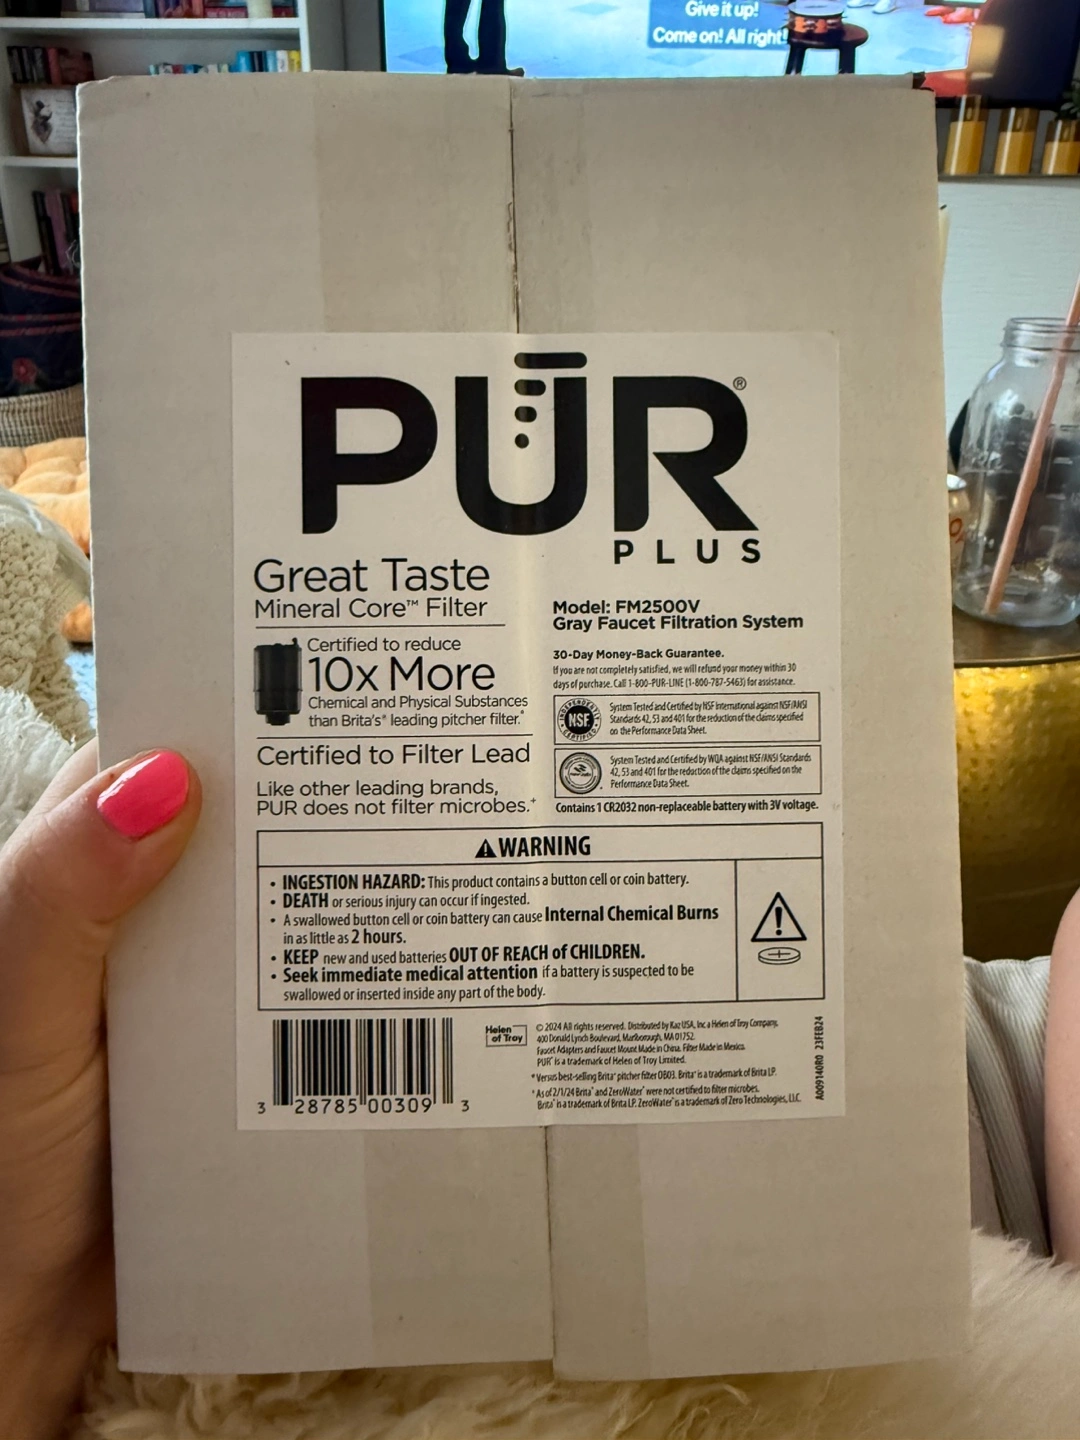 Give it up!
Come on! All right!
PŪR®
PLUS
Great Taste
Mineral Core™ Filter
Certified to reduce
10x More
Chemical and Physical Substances
than Brita's® leading pitcher filter.*
Certified to Filter Lead
Like other leading brands,
PUR does not filter microbes.⁺
Model: FM2500V
Gray Faucet Filtration System
30-Day Money-Back Guarantee.
If you are not completely satisfied, we will refund your money within 30
days of purchase. Call 1-800-PUR-LINE (1-800-787-5463) for assistance.
NSF
System Tested and Certified by NSF International against NSF/ANSI
Standards 42, 53 and 401 for the reduction of the claims specified
on the Performance Data Sheet.
System Tested and Certified by WQA against NSF/ANSI Standards
42, 53 and 401 for the reduction of the claims specified on the
Performance Data Sheet.
Contains 1 CR2032 non-replaceable battery with 3V voltage.
⚠ WARNING
• INGESTION HAZARD: This product contains a button cell or coin battery.
• DEATH or serious injury can occur if ingested.
• A swallowed button cell or coin battery can cause Internal Chemical Burns
in as little as 2 hours.
• KEEP new and used batteries OUT OF REACH of CHILDREN.
• Seek immediate medical attention if a battery is suspected to be
swallowed or inserted inside any part of the body.
3 28785 00309 3
Helen
of Troy
© 2024 All rights reserved. Distributed by Kaz USA, Inc a Helen of Troy Company,
400 Donald Lynch Boulevard, Marlborough, MA 01752.
Faucet Adapters and Faucet Mount Made in China. Filter Made in Mexico.
PUR® is a trademark of Helen of Troy Limited.
*Versus best-selling Brita® pitcher filter OB03. Brita® is a trademark of Brita LP.
⁺As of 2/1/24 Brita® and ZeroWater® were not certified to filter microbes.
Brita® is a trademark of Brita LP. ZeroWater® is a trademark of Zero Technologies, LLC.
A009140R0 23FEB24